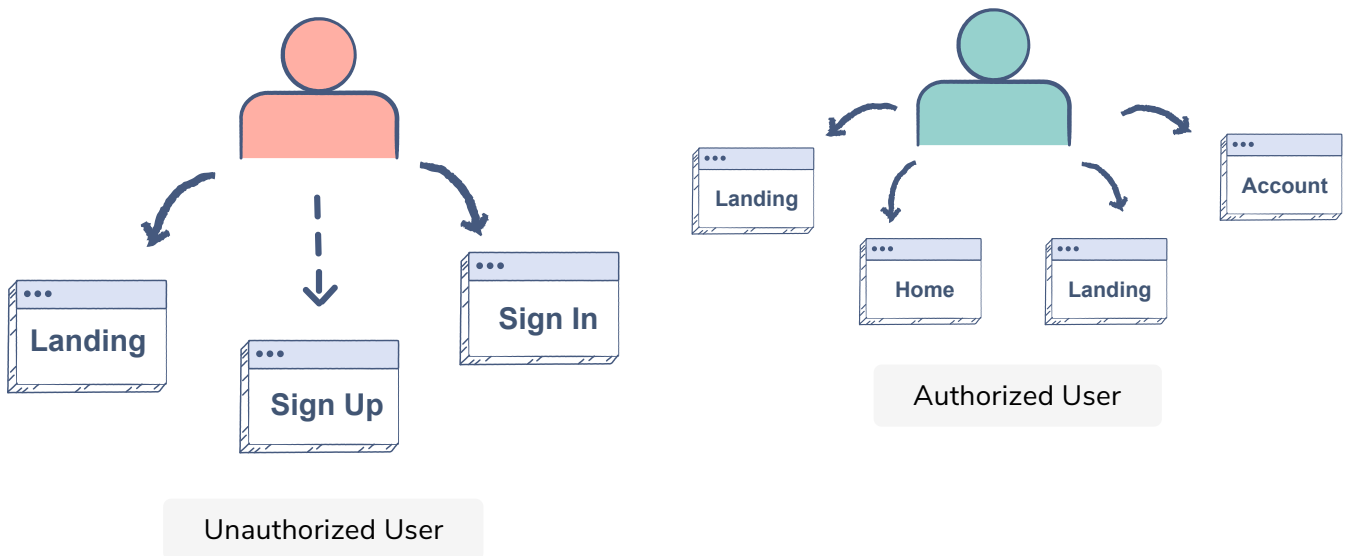 Landing
Sign Up
Sign In
Unauthorized User
Landing
Home
Landing
Account
Authorized User